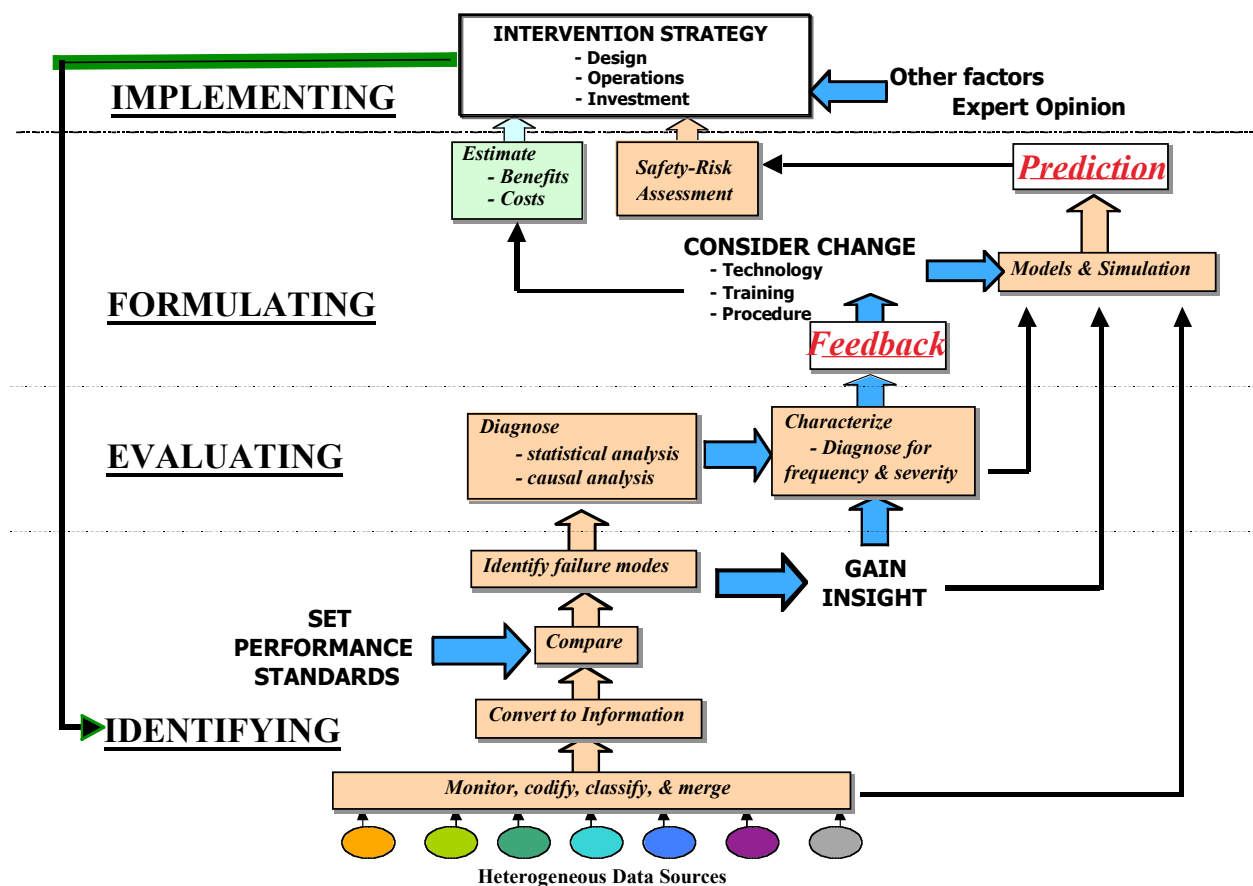 INTERVENTION STRATEGY
- Design
- Operations
- Investment
Other factors
Expert Opinion
IMPLEMENTING
Estimate
- Benefits
- Costs
Safety-Risk
Assessment
Prediction
CONSIDER CHANGE
- Technology
- Training
- Procedure
Models & Simulation
FORMULATING
Feedback
EVALUATING
Diagnose
- statistical analysis
- causal analysis
Characterize
- Diagnose for
frequency & severity
Identify failure modes
GAIN
INSIGHT
SET
PERFORMANCE
STANDARDS
Compare
Convert to Information
IDENTIFYING
Monitor, codify, classify, & merge
Heterogeneous Data Sources